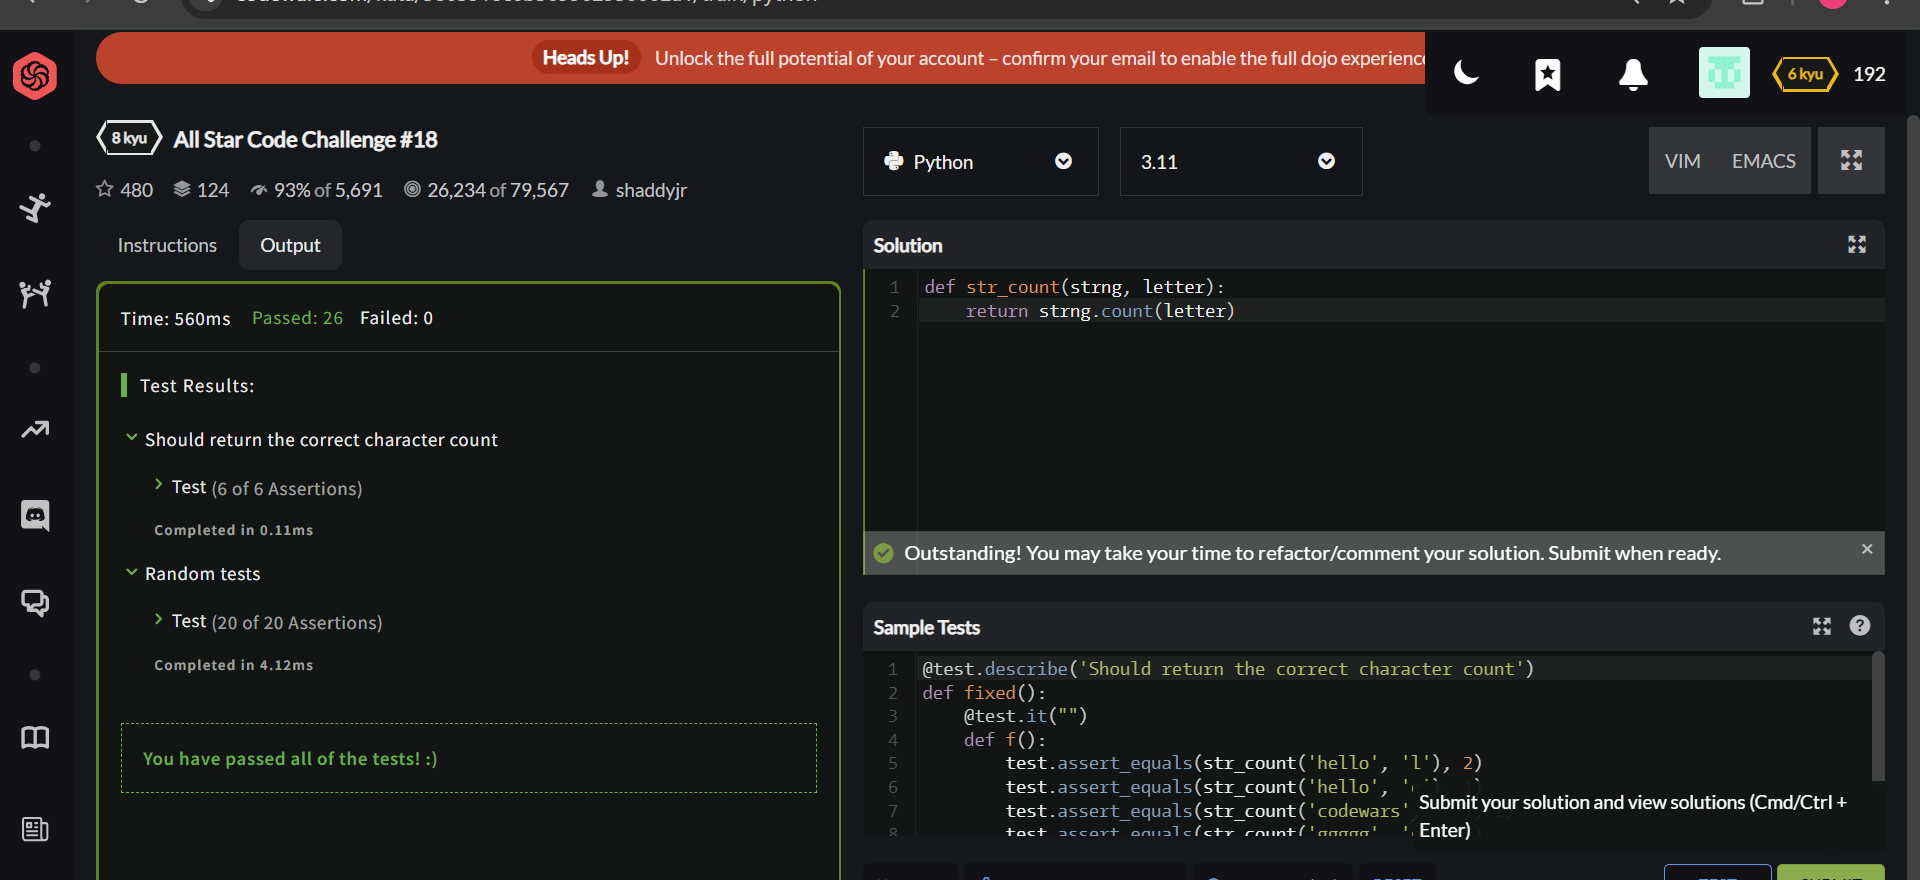 Heads Up! Unlock the full potential of your account – confirm your email to enable the full dojo experience
6 kyu 192
8 kyu All Star Code Challenge #18
480 124 93% of 5,691 26,234 of 79,567 shaddyjr
Instructions Output
Time: 560ms Passed: 26 Failed: 0
Test Results:
Should return the correct character count
Test (6 of 6 Assertions)
Completed in 0.11ms
Random tests
Test (20 of 20 Assertions)
Completed in 4.12ms
You have passed all of the tests! :)
Python 3.11 VIM EMACS
Solution
1 def str_count(strng, letter):
2 return strng.count(letter)
Outstanding! You may take your time to refactor/comment your solution. Submit when ready.
Sample Tests
1 @test.describe('Should return the correct character count')
2 def fixed():
3 @test.it("")
4 def f():
5 test.assert_equals(str_count('hello', 'l'), 2)
6 test.assert_equals(str_count('hello',
7 test.assert_equals(str_count('codewars'
8 test.assert_equals(str_count('ggggg',
Submit your solution and view solutions (Cmd/Ctrl +
Enter)